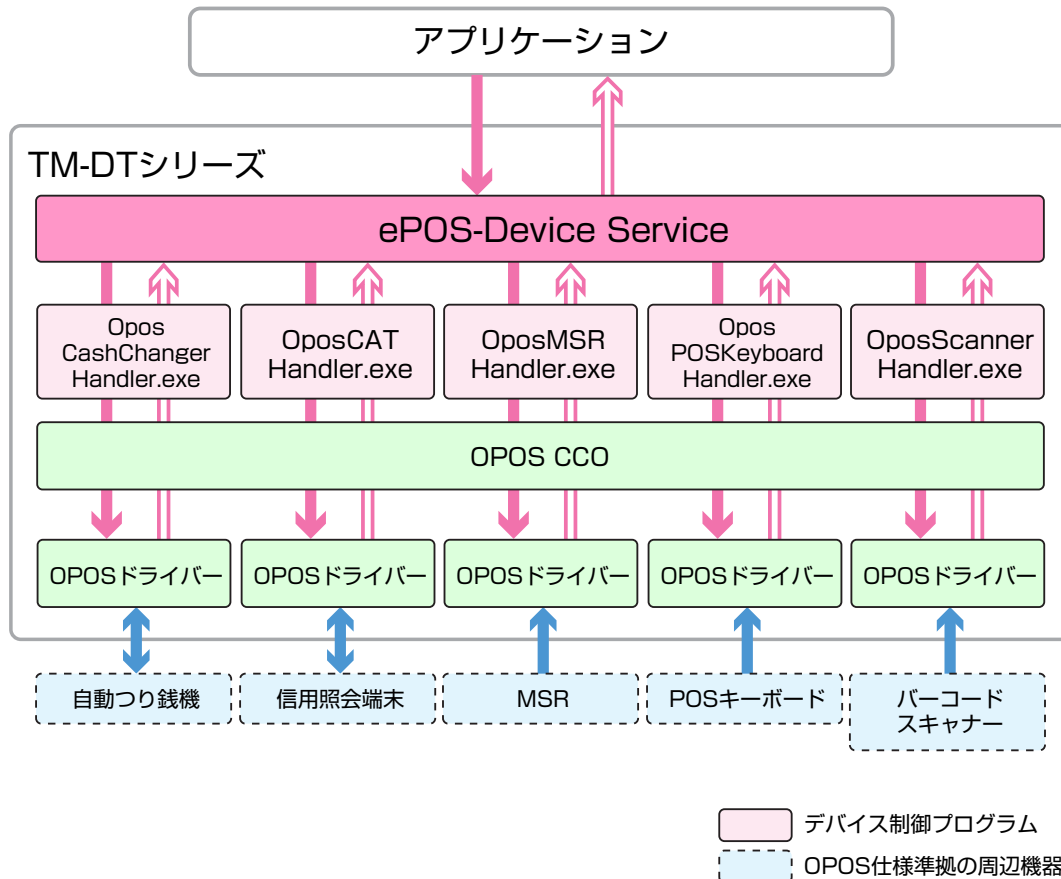 アプリケーション
TM-DTシリーズ
ePOS-Device Service
Opos
CashChanger
Handler.exe
OposCAT
Handler.exe
OposMSR
Handler.exe
Opos
POSKeyboard
Handler.exe
OposScanner
Handler.exe
OPOS CCO
OPOSドライバー
OPOSドライバー
OPOSドライバー
OPOSドライバー
OPOSドライバー
自動つり銭機
信用照会端末
MSR
POSキーボード
バーコード
スキャナー
デバイス制御プログラム
OPOS仕様準拠の周辺機器